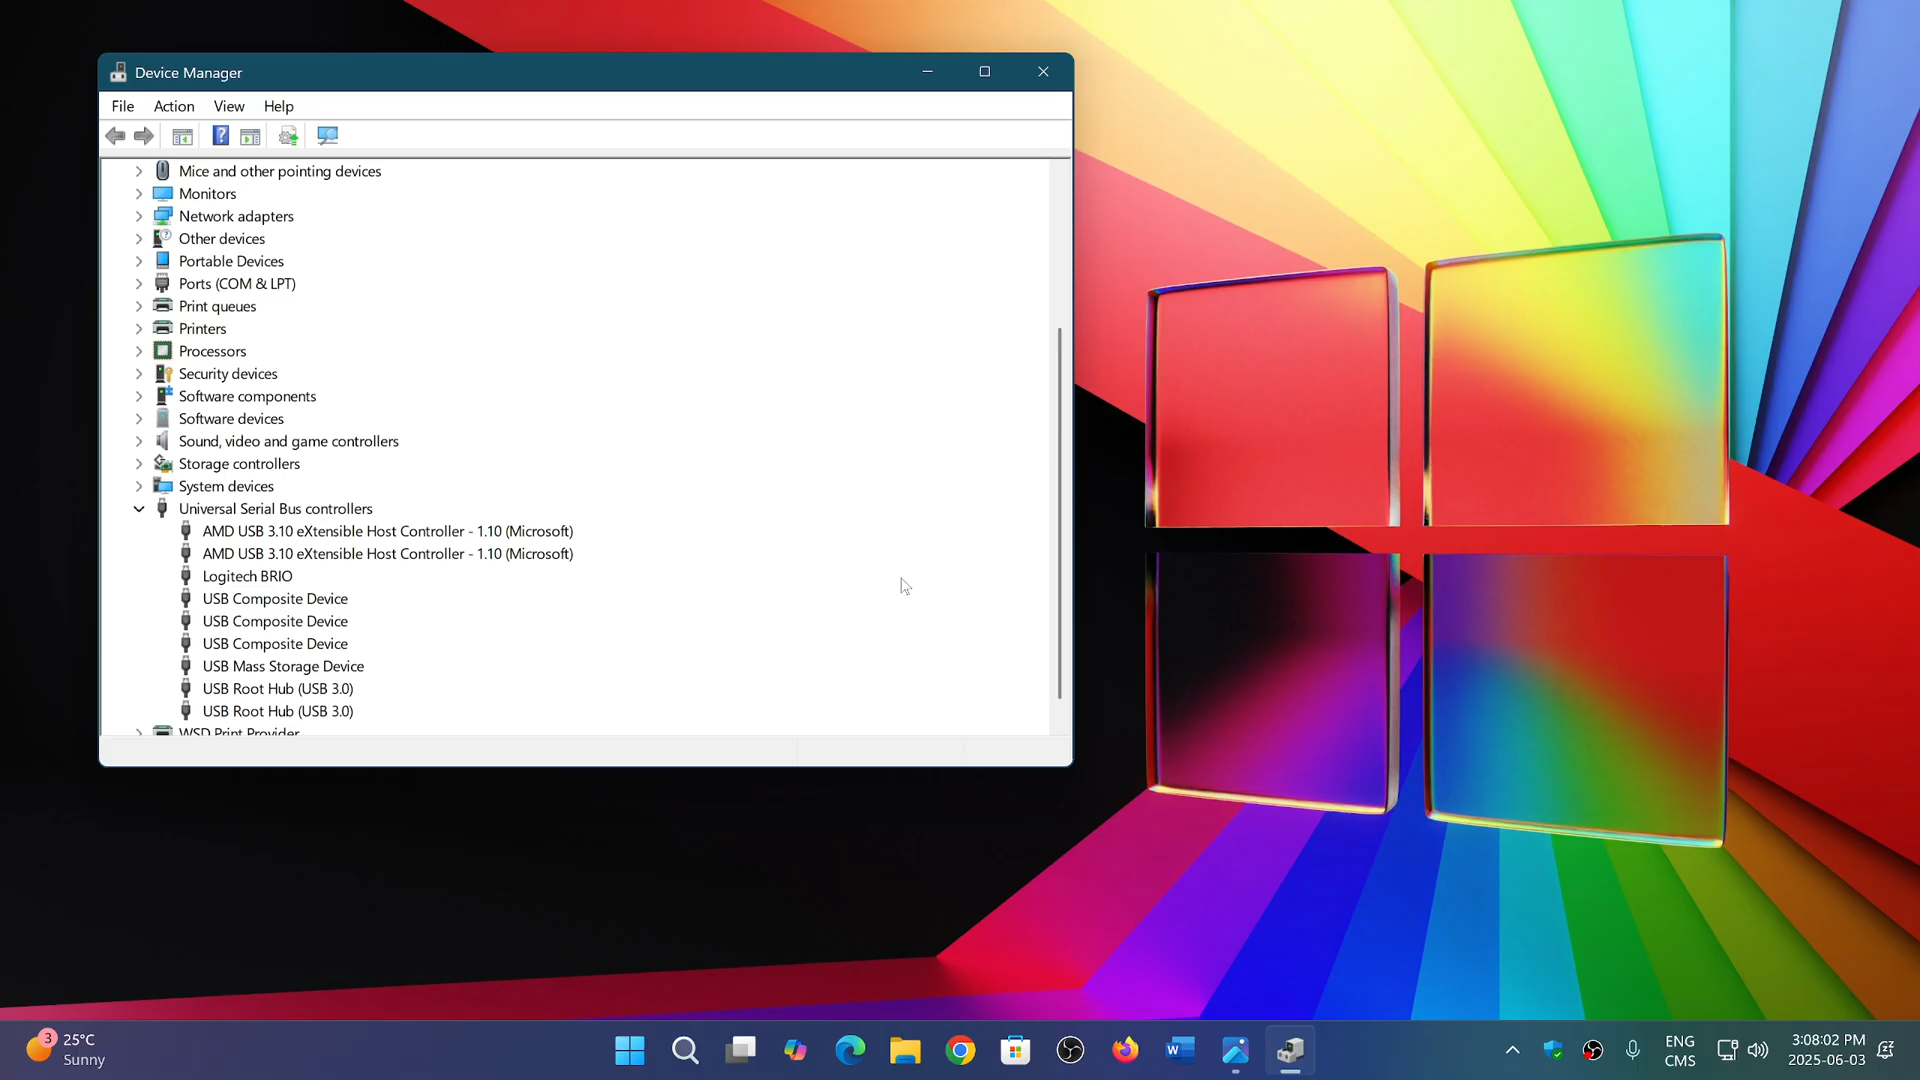 Device Manager
File Action View Help
Mice and other pointing devices
Monitors
Network adapters
Other devices
Portable Devices
Ports (COM & LPT)
Print queues
Printers
Processors
Security devices
Software components
Software devices
Sound, video and game controllers
Storage controllers
System devices
Universal Serial Bus controllers
AMD USB 3.10 eXtensible Host Controller - 1.10 (Microsoft)
AMD USB 3.10 eXtensible Host Controller - 1.10 (Microsoft)
Logitech BRIO
USB Composite Device
USB Composite Device
USB Composite Device
USB Mass Storage Device
USB Root Hub (USB 3.0)
USB Root Hub (USB 3.0)
WSD Print Provider
3 25°C
Sunny
W
ENG
CMS
3:08:02 PM
2025-06-03